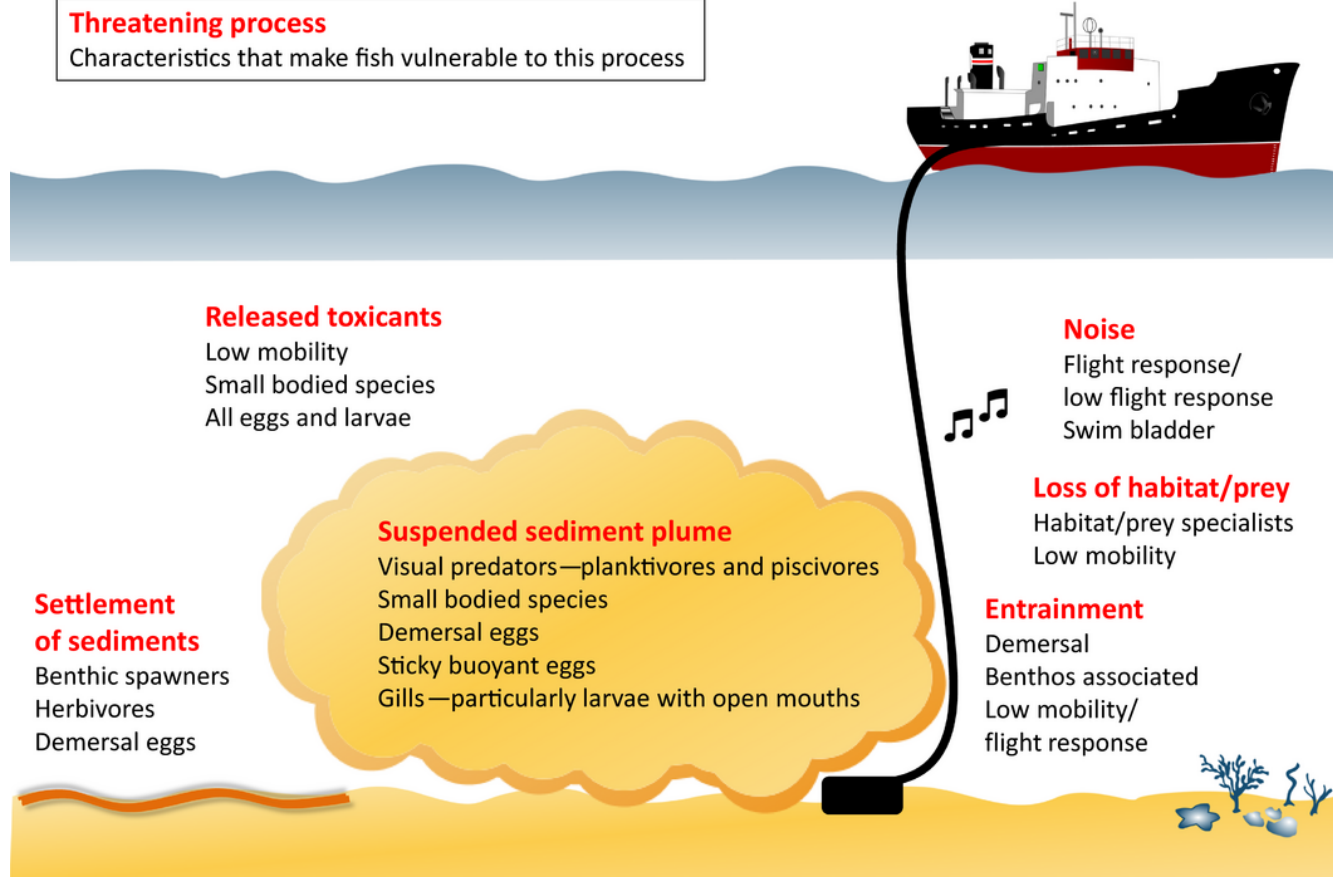 Threatening process
Characteristics that make fish vulnerable to this process
Released toxicants
Low mobility
Small bodied species
All eggs and larvae
Noise
Flight response/
low flight response
Swim bladder
Loss of habitat/prey
Habitat/prey specialists
Low mobility
Suspended sediment plume
Visual predators—planktivores and piscivores
Small bodied species
Demersal eggs
Sticky buoyant eggs
Gills—particularly larvae with open mouths
Settlement
of sediments
Benthic spawners
Herbivores
Demersal eggs
Entrainment
Demersal
Benthos associated
Low mobility/
flight response